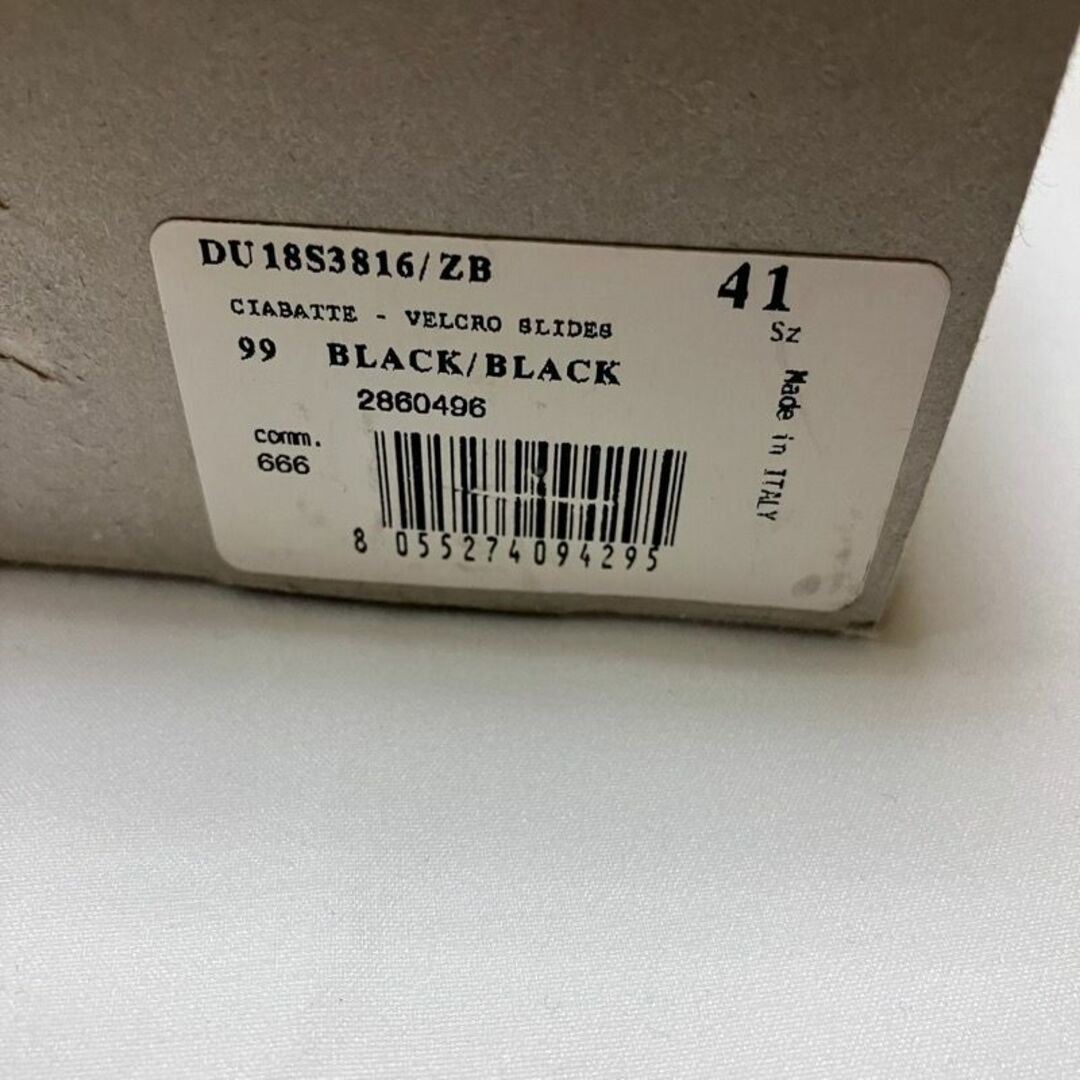 DU18S3816/ZB
41
Sz
CIABATTE - VELCRO SLIDES
99 BLACK/BLACK
2860496
comm.
666
8 055274094295
Made in ITALY